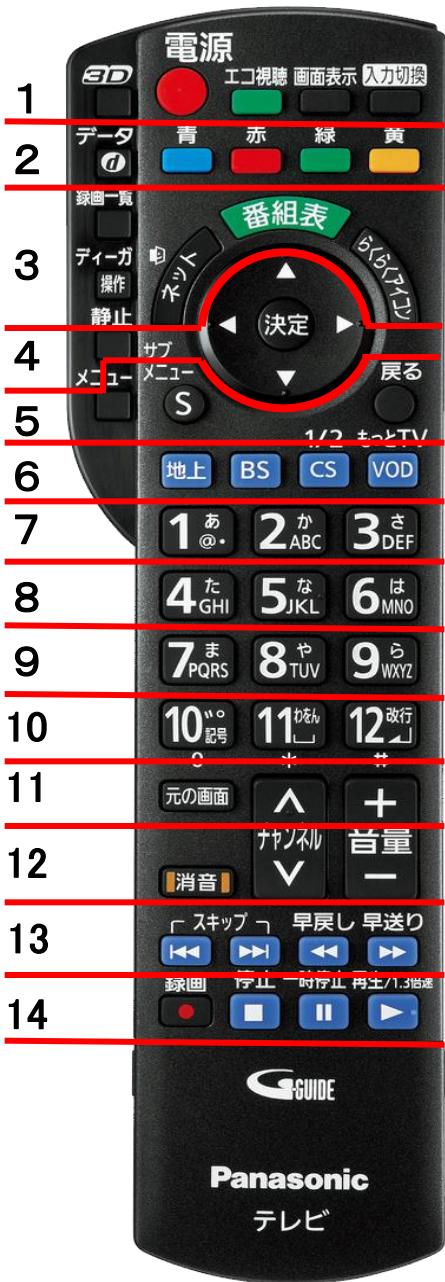 電源
3D
エコ視聴 画面表示 入力切換
1
データ 青 赤 緑 黄
2 d
録画一覧
番組表
ネット らくらくアイコン
3
ディーガ
操作
決定
静止
4
サブ
メニュー
メニュー
戻る
S
5
1/2 もっとTV
6 地上 BS CS VOD
7 1 あ @・ 2 か ABC 3 さ DEF
8 4 た GHI 5 な JKL 6 は MNO
9 7 ま PQRS 8 や TUV 9 ら WXYZ
10 10 ゛゜ 記号 11 わをん 12 改行
* #
11 元の画面 +
チャンネル 音量
12 消音 −
スキップ 早戻し 早送り
13
録画 停止 一時停止 再生/1.3倍速
14
G-GUIDE
Panasonic
テレビ